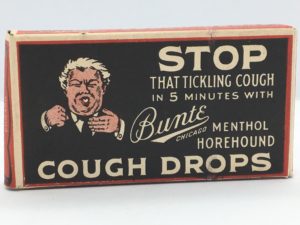 STOP
THAT TICKLING COUGH
IN 5 MINUTES WITH
Bunte
CHICAGO
MENTHOL
HOREHOUND
COUGH DROPS